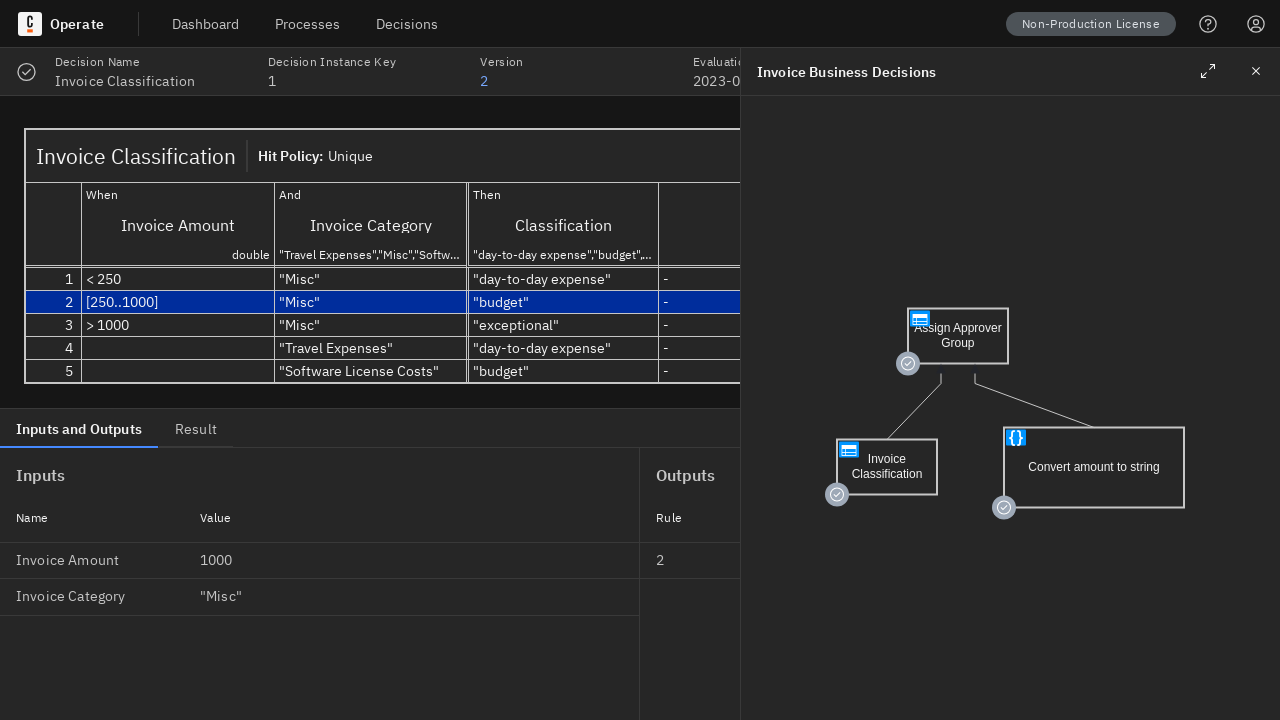 Operate
Dashboard
Processes
Decisions
Non-Production License
Decision Name
Invoice Classification
Decision Instance Key
1
Version
2
2023-0
Invoice Business Decisions
Invoice Classification
Hit Policy: Unique
When
And
Then
Invoice Amount
Invoice Category
Classification
double
"Travel Expenses","Misc","Softw...
"day-to-day expense","budget",...
1 < 250 "Misc" "day-to-day expense" -
2 [250..1000] "Misc" "budget" -
3 > 1000 "Misc" "exceptional" -
4 "Travel Expenses" "day-to-day expense" -
5 "Software License Costs" "budget" -
Inputs and Outputs
Result
Inputs
Name Value
Invoice Amount 1000
Invoice Category "Misc"
Outputs
Rule
2
Assign Approver
Group
Invoice
Classification
{}
Convert amount to string